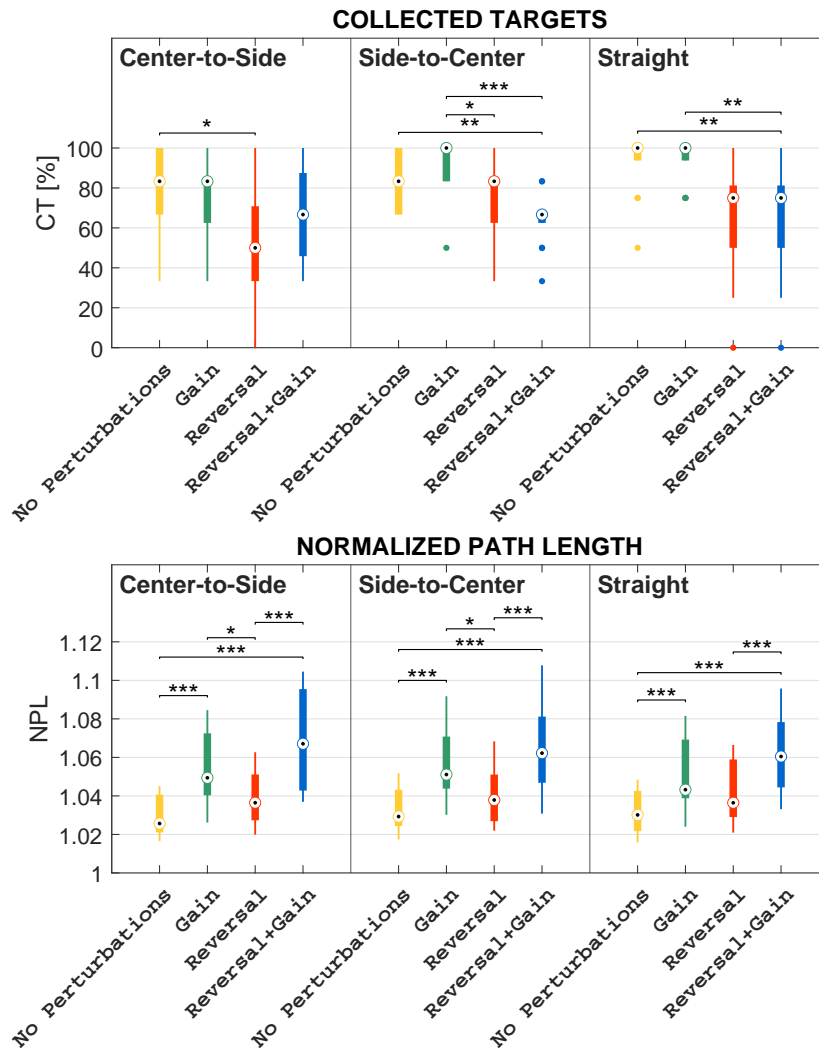 COLLECTED TARGETS
Center-to-Side Side-to-Center Straight
*** 
* * **
** **
CT [%]
100
80
60
40
20
0
No Perturbations Gain Reversal Reversal+Gain No Perturbations Gain Reversal Reversal+Gain No Perturbations Gain Reversal Reversal+Gain
NORMALIZED PATH LENGTH
Center-to-Side Side-to-Center Straight
*** ***
* * ***
*** *** ***
*** *** ***
NPL
1.12
1.1
1.08
1.06
1.04
1.02
1
No Perturbations Gain Reversal Reversal+Gain No Perturbations Gain Reversal Reversal+Gain No Perturbations Gain Reversal Reversal+Gain